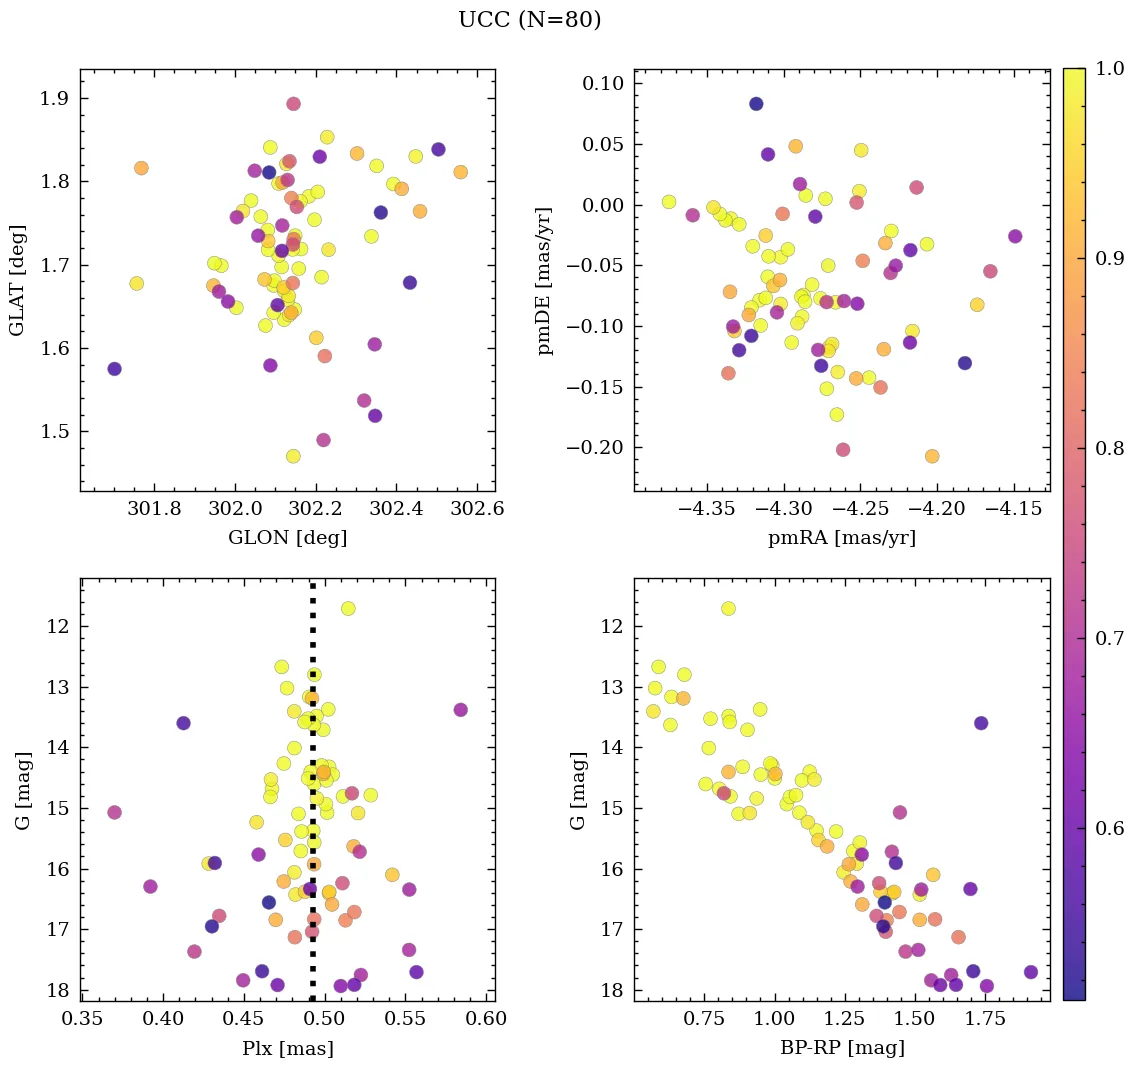 UCC (N=80)
1.9
1.8
1.7
1.6
1.5
GLAT [deg]
301.8 302.0 302.2 302.4 302.6
GLON [deg]
0.10
0.05
0.00
−0.05
−0.10
−0.15
−0.20
pmDE [mas/yr]
−4.35 −4.30 −4.25 −4.20 −4.15
pmRA [mas/yr]
1.0
0.9
0.8
0.7
0.6
12
13
14
15
16
17
18
G [mag]
0.35 0.40 0.45 0.50 0.55 0.60
Plx [mas]
12
13
14
15
16
17
18
G [mag]
0.75 1.00 1.25 1.50 1.75
BP-RP [mag]